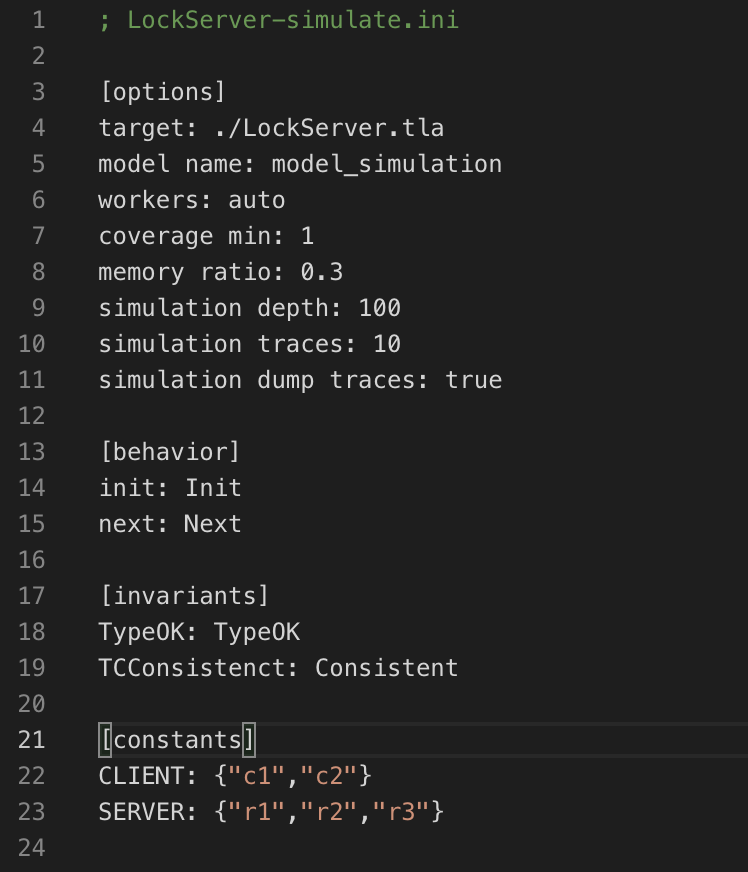 1 ; LockServer-simulate.ini
2
3 [options]
4 target: ./LockServer.tla
5 model name: model_simulation
6 workers: auto
7 coverage min: 1
8 memory ratio: 0.3
9 simulation depth: 100
10 simulation traces: 10
11 simulation dump traces: true
12
13 [behavior]
14 init: Init
15 next: Next
16
17 [invariants]
18 TypeOK: TypeOK
19 TCConsistenct: Consistent
20
21 [constants]
22 CLIENT: {"c1","c2"}
23 SERVER: {"r1","r2","r3"}
24